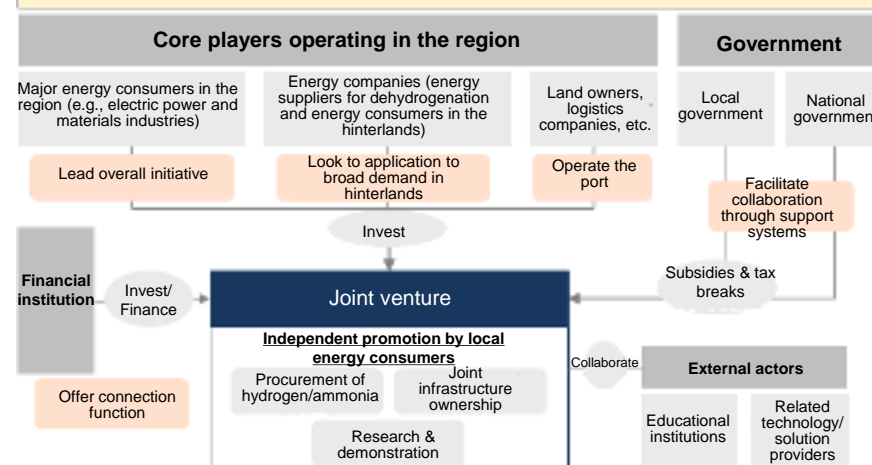 Core players operating in the region
Government
Major energy consumers in the
region (e.g., electric power and
materials industries)
Energy companies (energy
suppliers for dehydrogenation
and energy consumers in the
hinterlands)
Land owners,
logistics
companies, etc.
Local
government
National
governmen
Lead overall initiative
Look to application to
broad demand in
hinterlands
Operate the
port
Facilitate
collaboration
through support
systems
Invest
Financial
institution
Invest/
Finance
Joint venture
Subsidies & tax
breaks
Independent promotion by local
energy consumers
Procurement of
hydrogen/ammonia
Joint
infrastructure
ownership
Research &
demonstration
Collaborate
External actors
Educational
institutions
Related
technology/
solution
providers
Offer connection
function